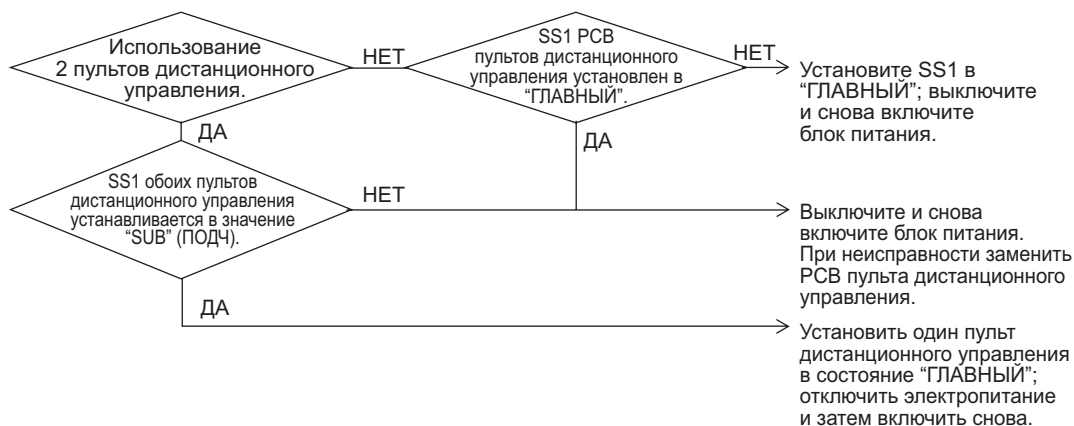 Использование
2 пультов дистанционного
управления.
НЕТ
SS1 PCB
пультов дистанционного
управления установлен в
“ГЛАВНЫЙ”.
НЕТ
Установите SS1 в
“ГЛАВНЫЙ”; выключите
и снова включите
блок питания.
ДА
ДА
SS1 обоих пультов
дистанционного управления
устанавливается в значение
“SUB” (ПОДЧ).
НЕТ
Выключите и снова
включите блок питания.
При неисправности заменить
PCB пульта дистанционного
управления.
ДА
Установить один пульт
дистанционного управления
в состояние “ГЛАВНЫЙ”;
отключить электропитание
и затем включить снова.